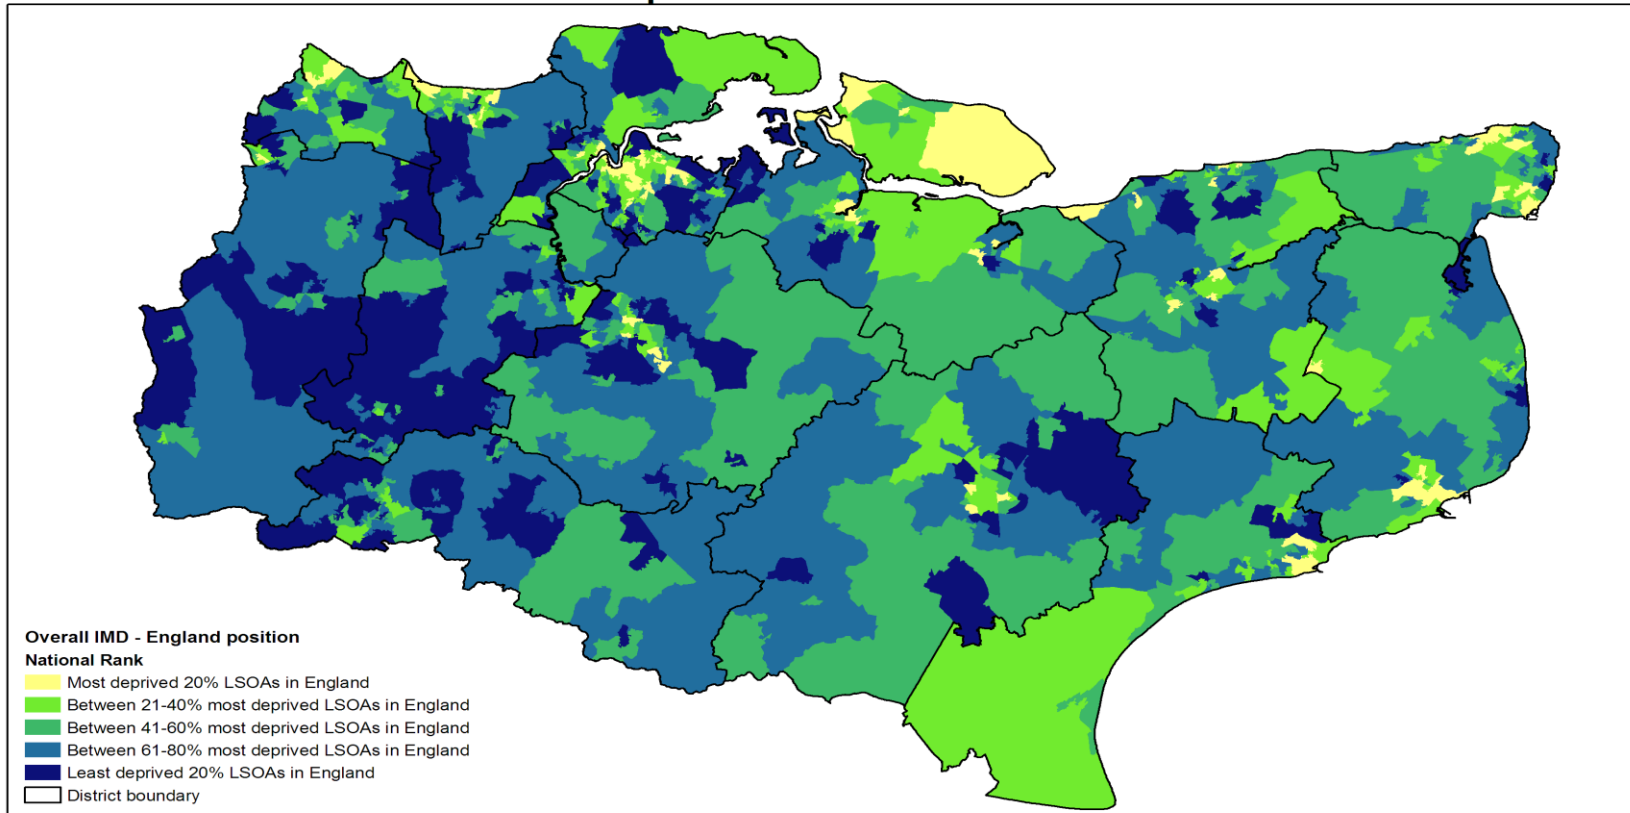 Overall IMD - England position
National Rank
Most deprived 20% LSOAs in England
Between 21-40% most deprived LSOAs in England
Between 41-60% most deprived LSOAs in England
Between 61-80% most deprived LSOAs in England
Least deprived 20% LSOAs in England
District boundary